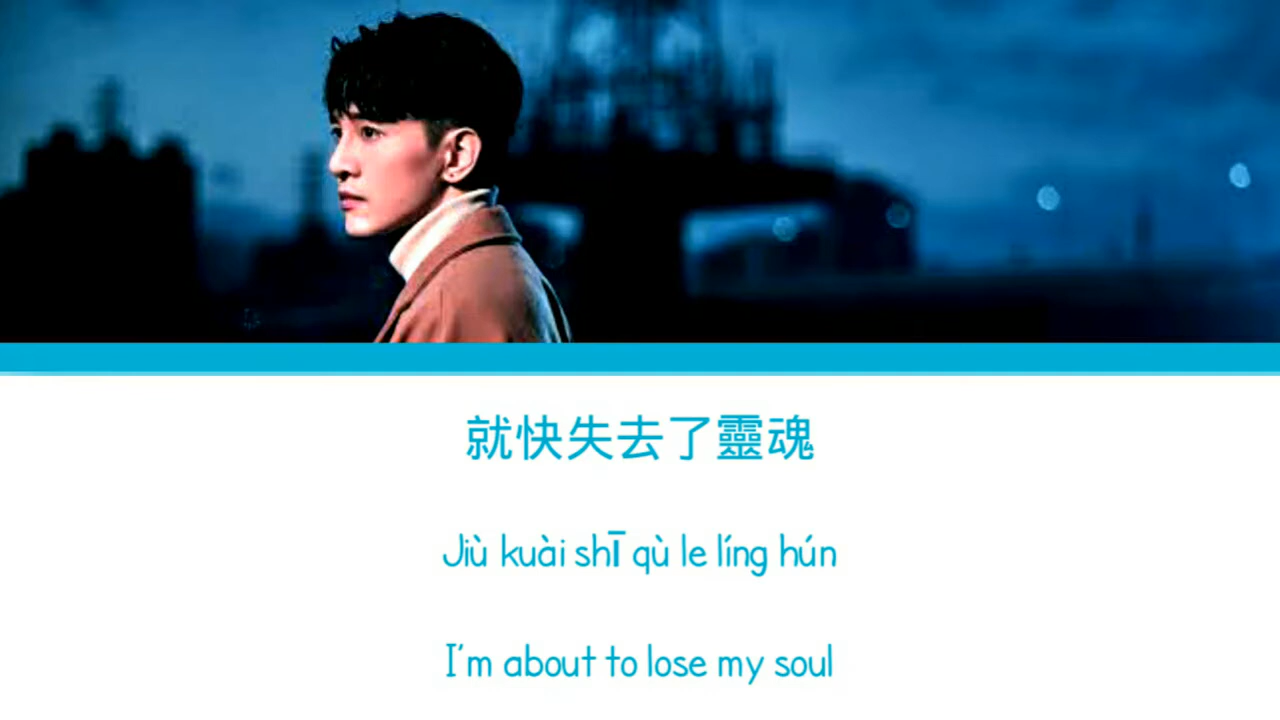 就快失去了靈魂
Jiù kuài shī qù le líng hún
I'm about to lose my soul